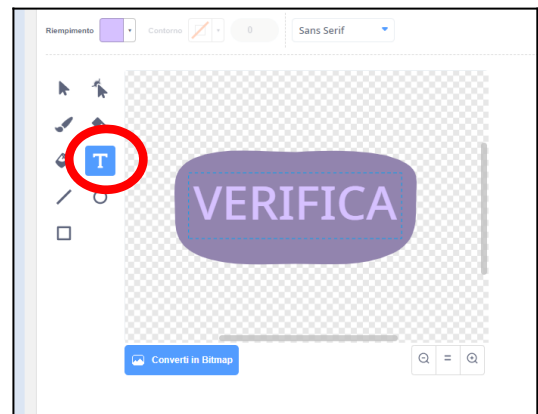 Riempimento Contorno 0 Sans Serif
T
VERIFICA
Converti in Bitmap =